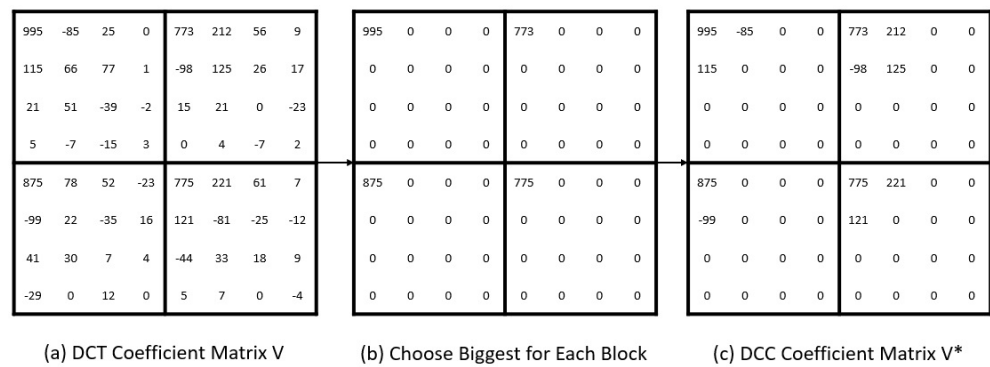 995 -85 25 0 773 212 56 9 995 0 0 0 773 0 0 0 995 -85 0 0 773 212 0 0
115 66 77 1 -98 125 26 17 0 0 0 0 0 0 0 0 115 0 0 0 -98 125 0 0
21 51 -39 -2 15 21 0 -23 0 0 0 0 0 0 0 0 0 0 0 0 0 0 0 0
5 -7 -15 3 0 4 -7 2 0 0 0 0 0 0 0 0 0 0 0 0 0 0 0 0
875 78 52 -23 775 221 61 7 875 0 0 0 775 0 0 0 875 0 0 0 775 221 0 0
-99 22 -35 16 121 -81 -25 -12 0 0 0 0 0 0 0 0 -99 0 0 0 121 0 0 0
41 30 7 4 -44 33 18 9 0 0 0 0 0 0 0 0 0 0 0 0 0 0 0 0
-29 0 12 0 5 7 0 -4 0 0 0 0 0 0 0 0 0 0 0 0 0 0 0 0
(a) DCT Coefficient Matrix V (b) Choose Biggest for Each Block (c) DCC Coefficient Matrix V*